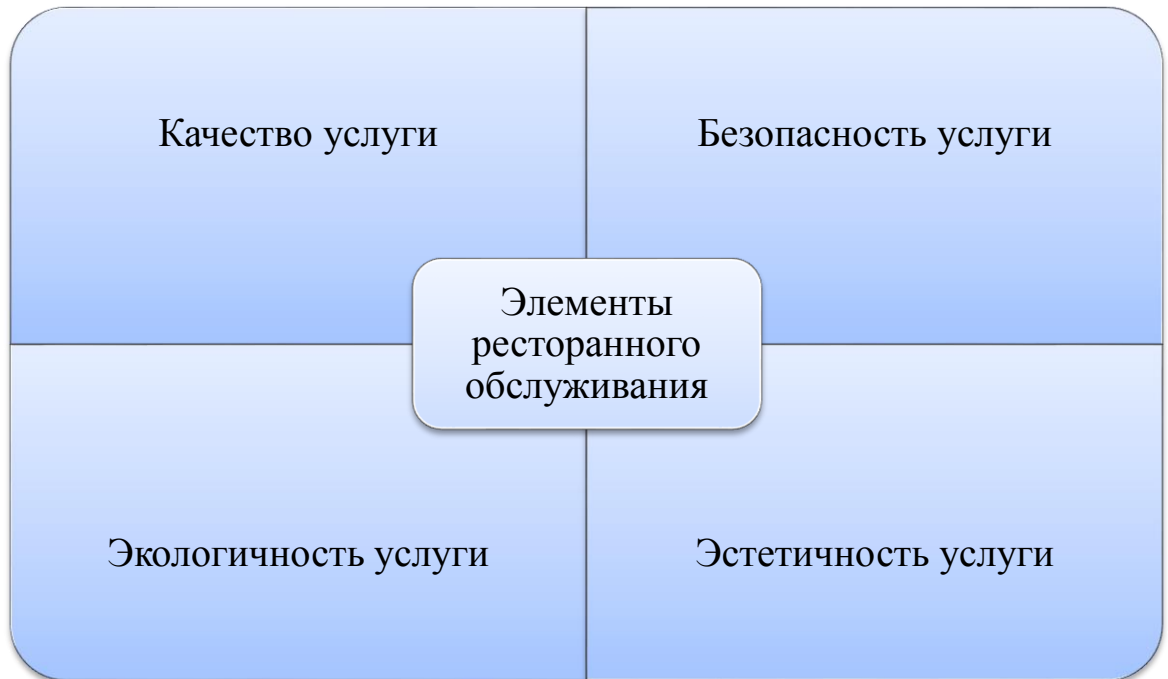 Качество услуги
Безопасность услуги
Элементы
ресторанного
обслуживания
Экологичность услуги
Эстетичность услуги